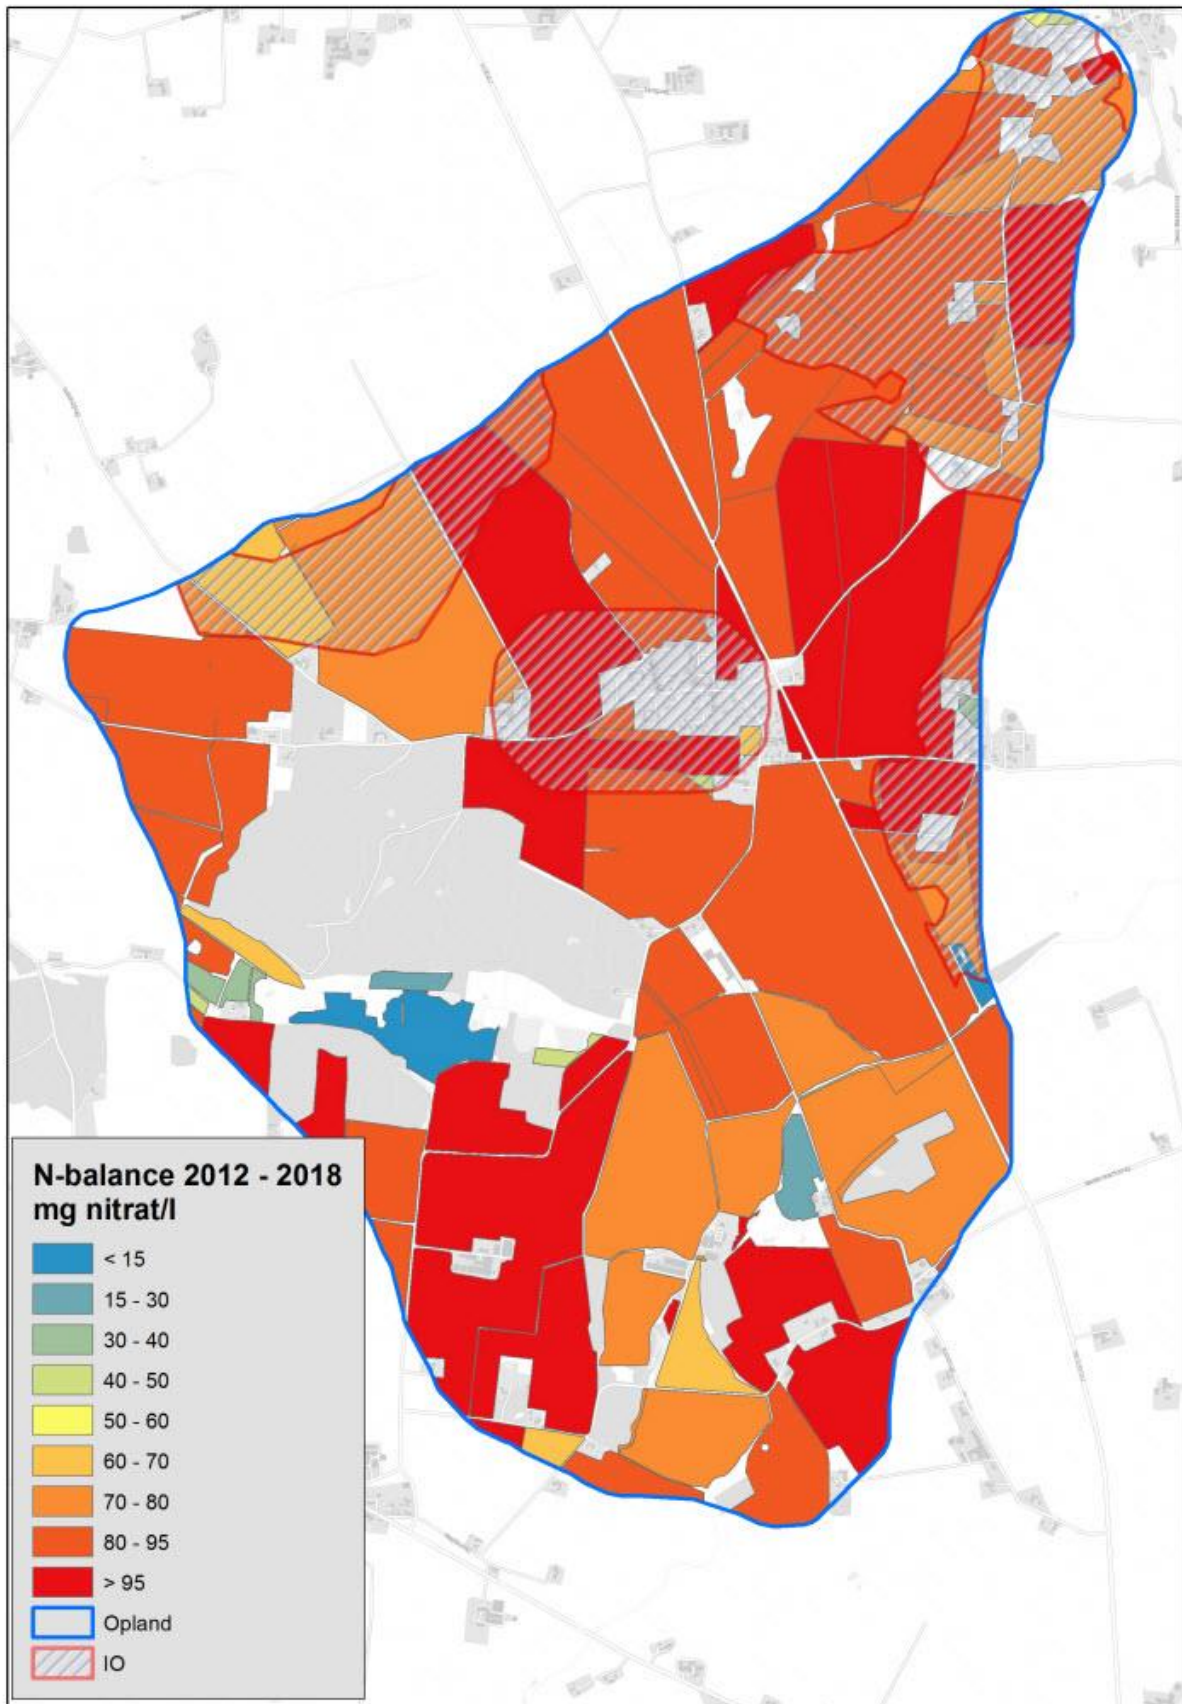 N-balance 2012 - 2018
mg nitrat/l
< 15
15 - 30
30 - 40
40 - 50
50 - 60
60 - 70
70 - 80
80 - 95
> 95
Opland
IO